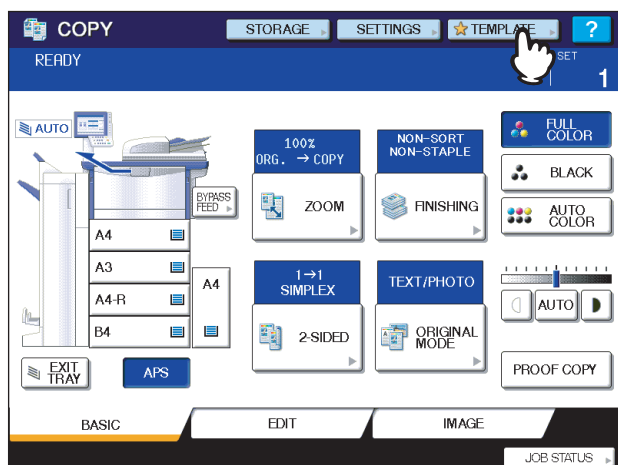 COPY
STORAGE
SETTINGS
TEMPLATE
?
READY
SET
1
AUTO
100%
ORG. → COPY
ZOOM
NON-SORT
NON-STAPLE
FINISHING
FULL
COLOR
BLACK
AUTO
COLOR
BYPASS
FEED
A4
A3
A4-R
B4
A4
1→1
SIMPLEX
2-SIDED
TEXT/PHOTO
ORIGINAL
MODE
AUTO
EXIT
TRAY
APS
PROOF COPY
BASIC
EDIT
IMAGE
JOB STATUS